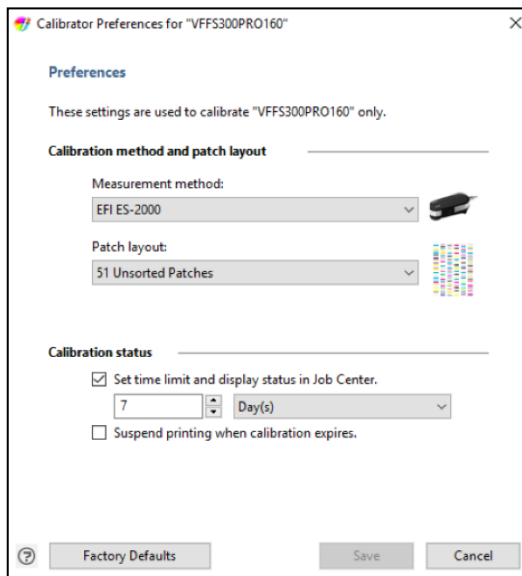 Calibrator Preferences for "VFFS300PRO160"
Preferences
These settings are used to calibrate "VFFS300PRO160" only.
Calibration method and patch layout
Measurement method:
EFI ES-2000
Patch layout:
51 Unsorted Patches
Calibration status
Set time limit and display status in Job Center.
7 Day(s)
Suspend printing when calibration expires.
? Factory Defaults Save Cancel